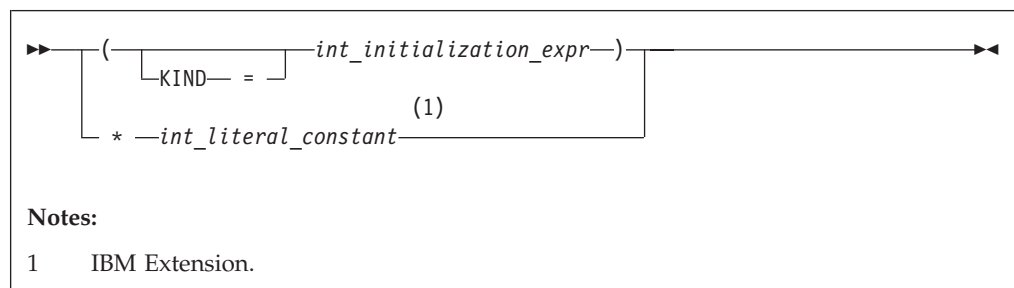 ( int_initialization_expr )
KIND =
(1)
* int_literal_constant
Notes:
1 IBM Extension.